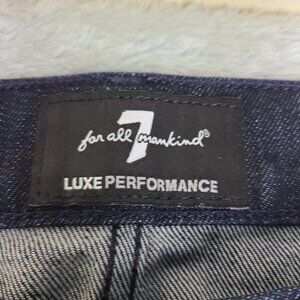 for all 7 mankind®
LUXE PERFORMANCE